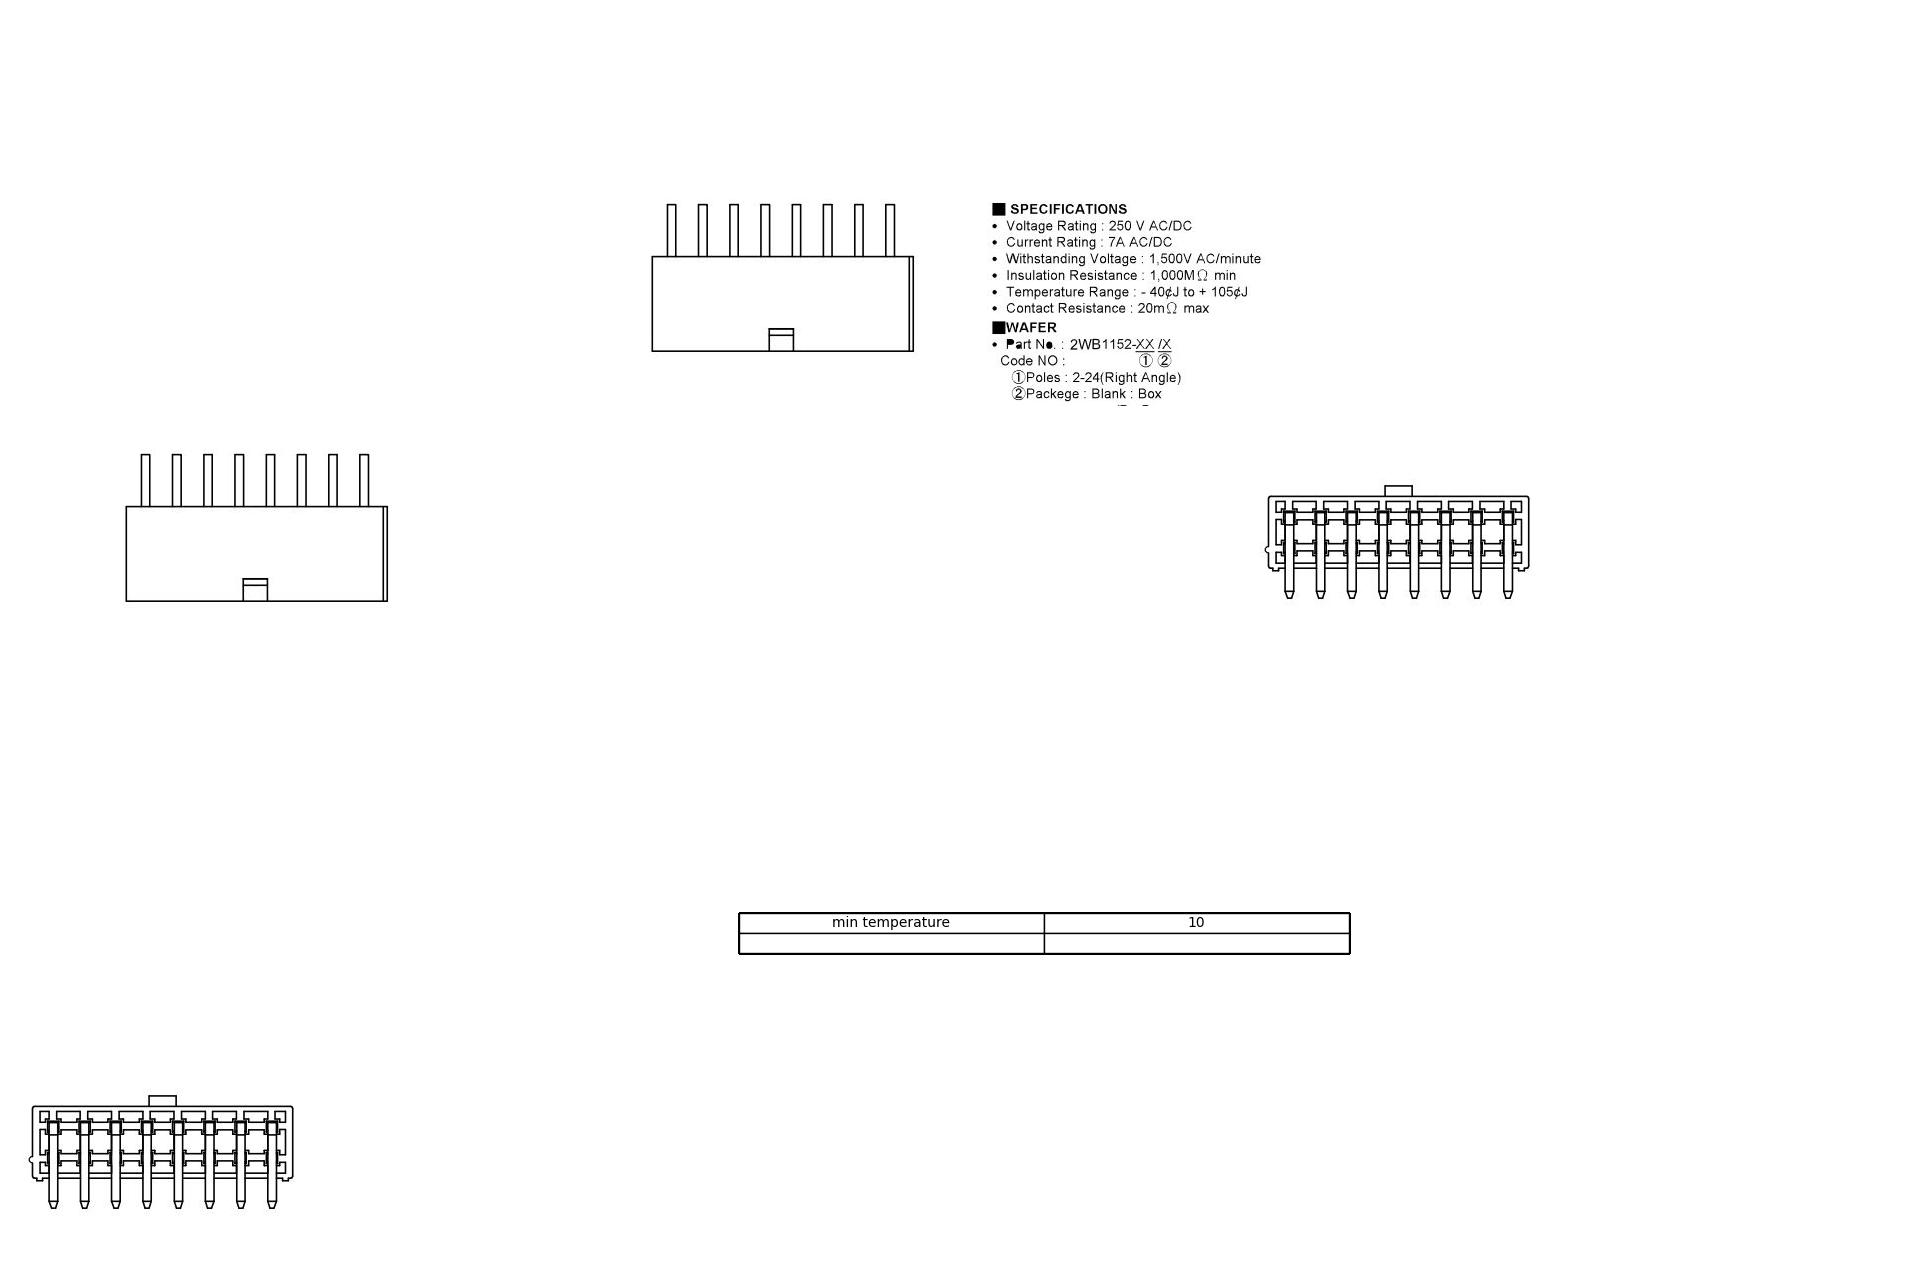 ■ SPECIFICATIONS
• Voltage Rating : 250 V AC/DC
• Current Rating : 7A AC/DC
• Withstanding Voltage : 1,500V AC/minute
• Insulation Resistance : 1,000MΩ min
• Temperature Range : - 40¢J to + 105¢J
• Contact Resistance : 20mΩ max
■WAFER
• Part No. : 2WB1152-XX /X
Code NO : ① ②
①Poles : 2-24(Right Angle)
②Packege : Blank : Box
min temperature 10